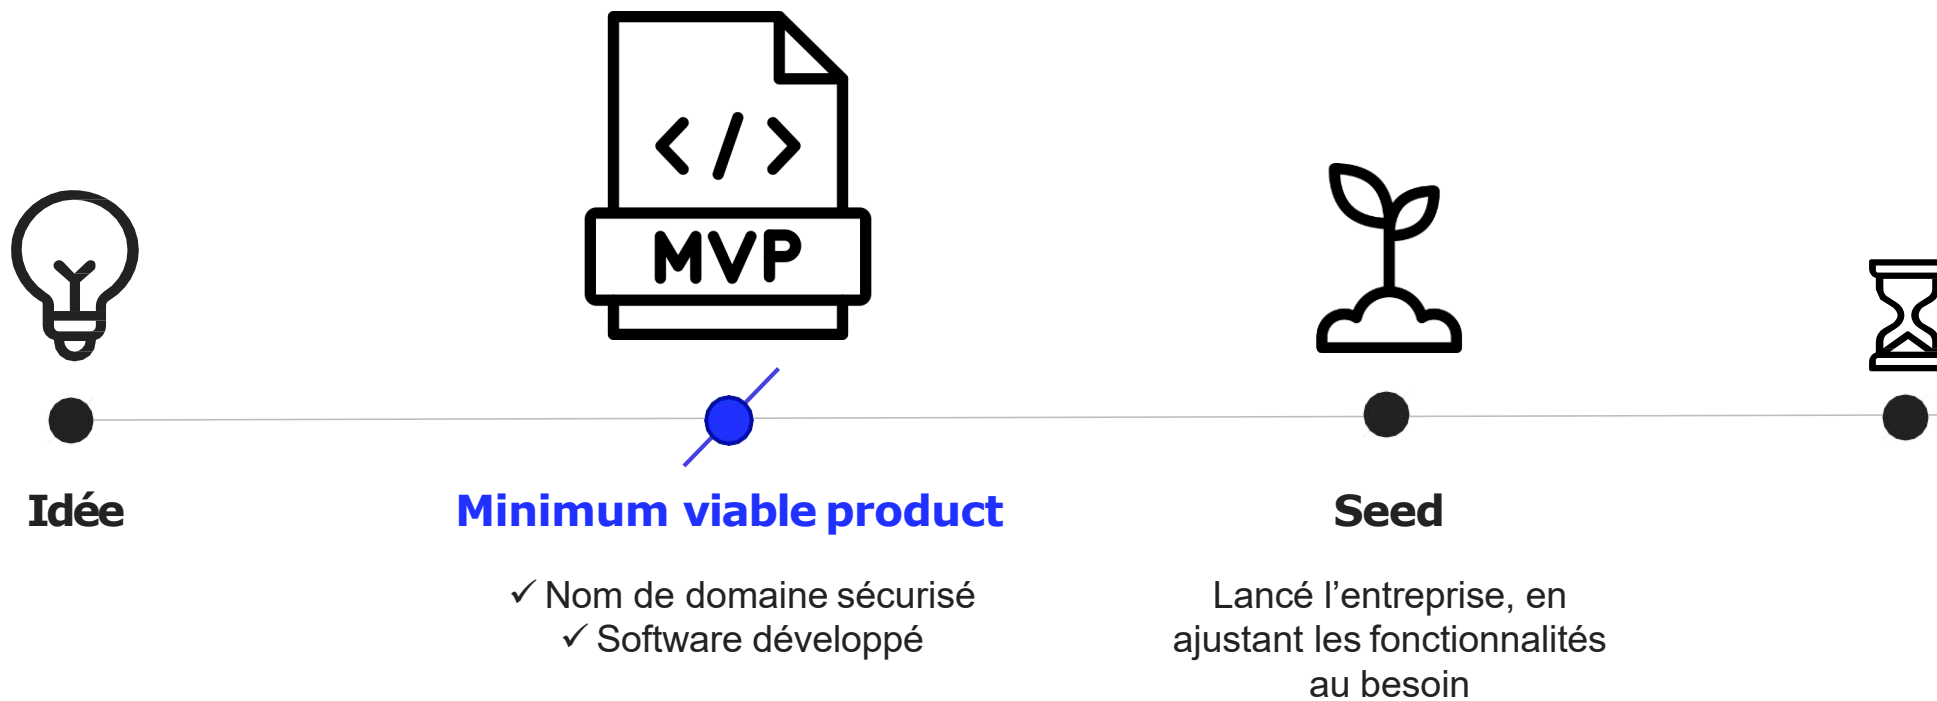 </>
MVP
Idée
Minimum viable product
Seed
✓ Nom de domaine sécurisé
✓ Software développé
Lancé l’entreprise, en
ajustant les fonctionnalités
au besoin